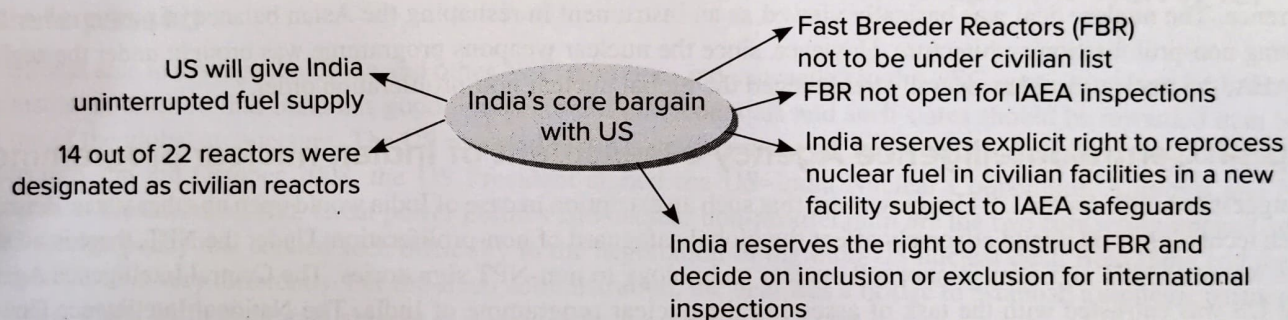 US will give India
uninterrupted fuel supply
14 out of 22 reactors were
designated as civilian reactors
India's core bargain
with US
Fast Breeder Reactors (FBR)
not to be under civilian list
FBR not open for IAEA inspections
India reserves explicit right to reprocess
nuclear fuel in civilian facilities in a new
facility subject to IAEA safeguards
India reserves the right to construct FBR and
decide on inclusion or exclusion for international
inspections